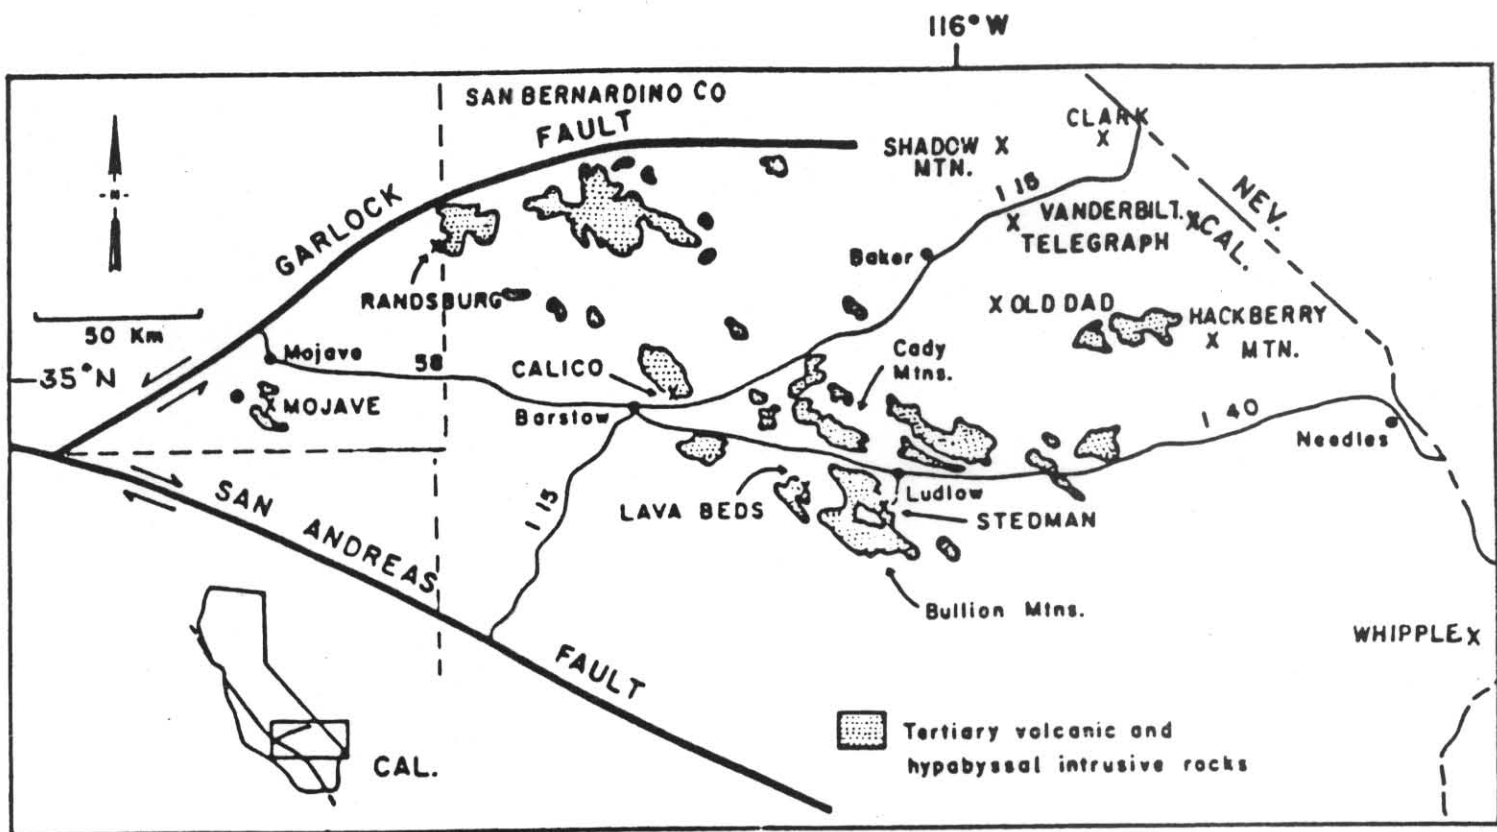 116° W
SAN BERNARDINO CO
GARLOCK FAULT
N
50 Km
35° N
SHADOW X
MTN.
CLARK
X
I 15
NEV.
CAL.
X VANDERBILT. X
TELEGRAPH
Baker
RANDSBURG
X OLD DAD
HACKBERRY
X MTN.
Mojave
58
CALICO
Cady
Mtns.
X MOJAVE
Barstow
I 40
Needles
LAVA BEDS
Ludlow
STEDMAN
I 15
SAN ANDREAS FAULT
Bullion Mtns.
WHIPPLE X
CAL.
Tertiary volcanic and
hypabyssal intrusive rocks